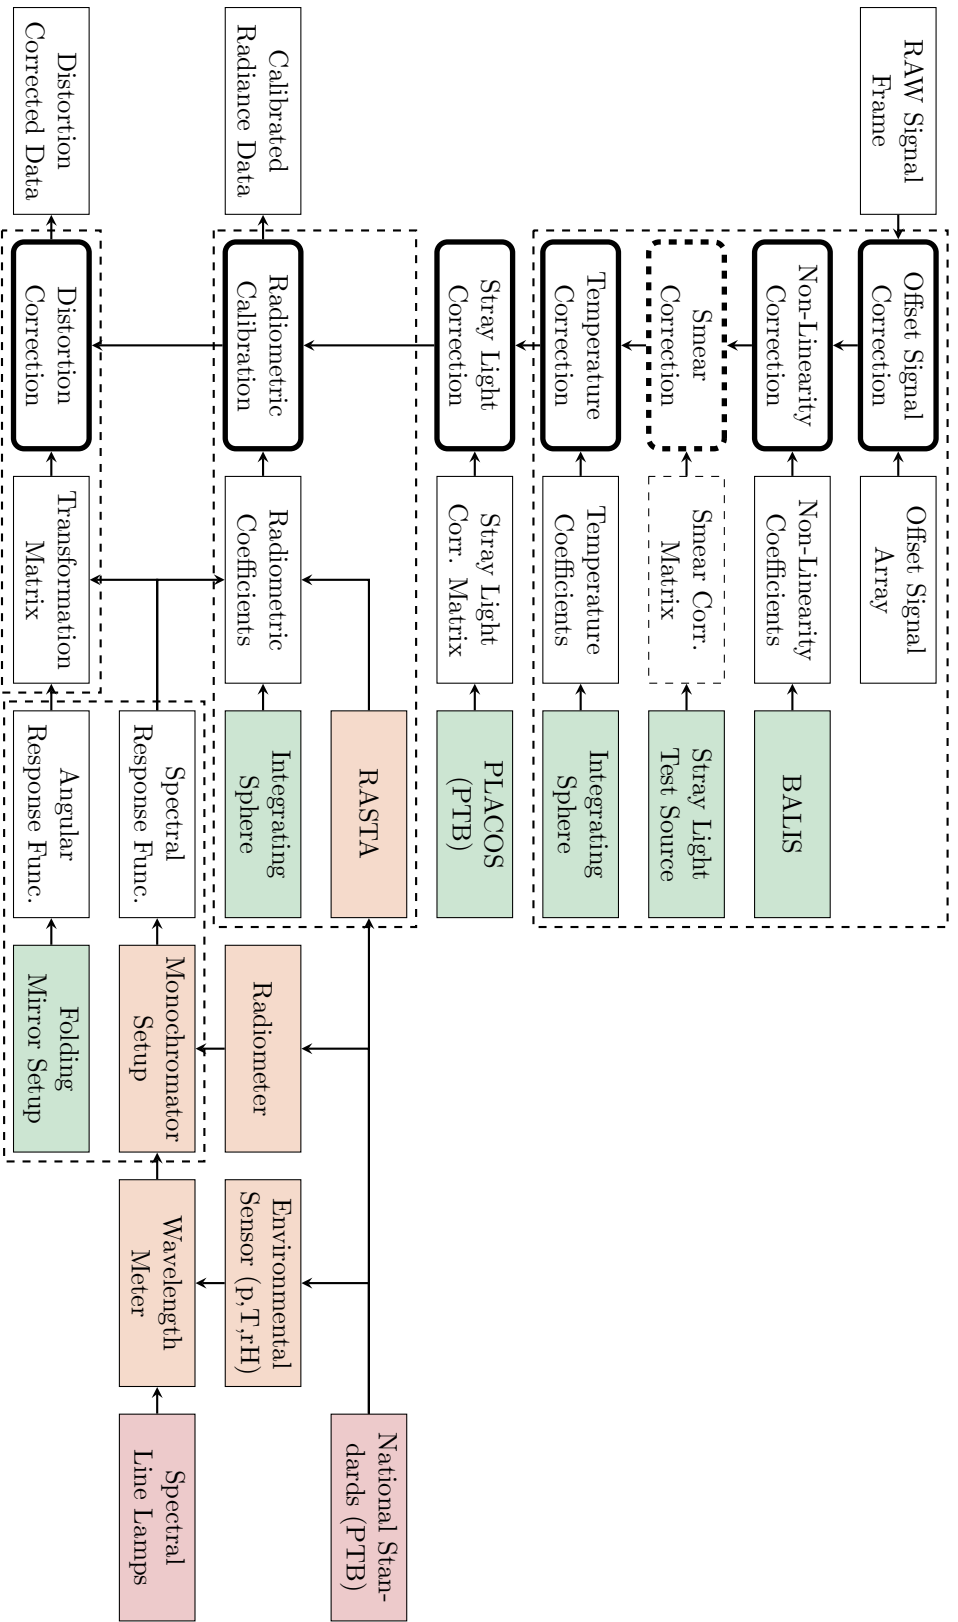 RAW Signal
Frame
Offset Signal
Correction
Offset Signal
Array
Non-Linearity
Correction
Non-Linearity
Coefficients
BALIS
Smear
Correction
Smear Corr.
Matrix
Stray Light
Test Source
Temperature
Correction
Temperature
Coefficients
Integrating
Sphere
Stray Light
Correction
Stray Light
Corr. Matrix
PLACOS
(PTB)
RASTA
National Stan-
dards (PTB)
Calibrated
Radiance Data
Radiometric
Calibration
Radiometric
Coefficients
Integrating
Sphere
Radiometer
Environmental
Sensor (p,T,rH)
Spectral
Response Func.
Monochromator
Setup
Wavelength
Meter
Spectral
Line Lamps
Distortion
Corrected Data
Distortion
Correction
Transformation
Matrix
Angular
Response Func.
Folding
Mirror Setup